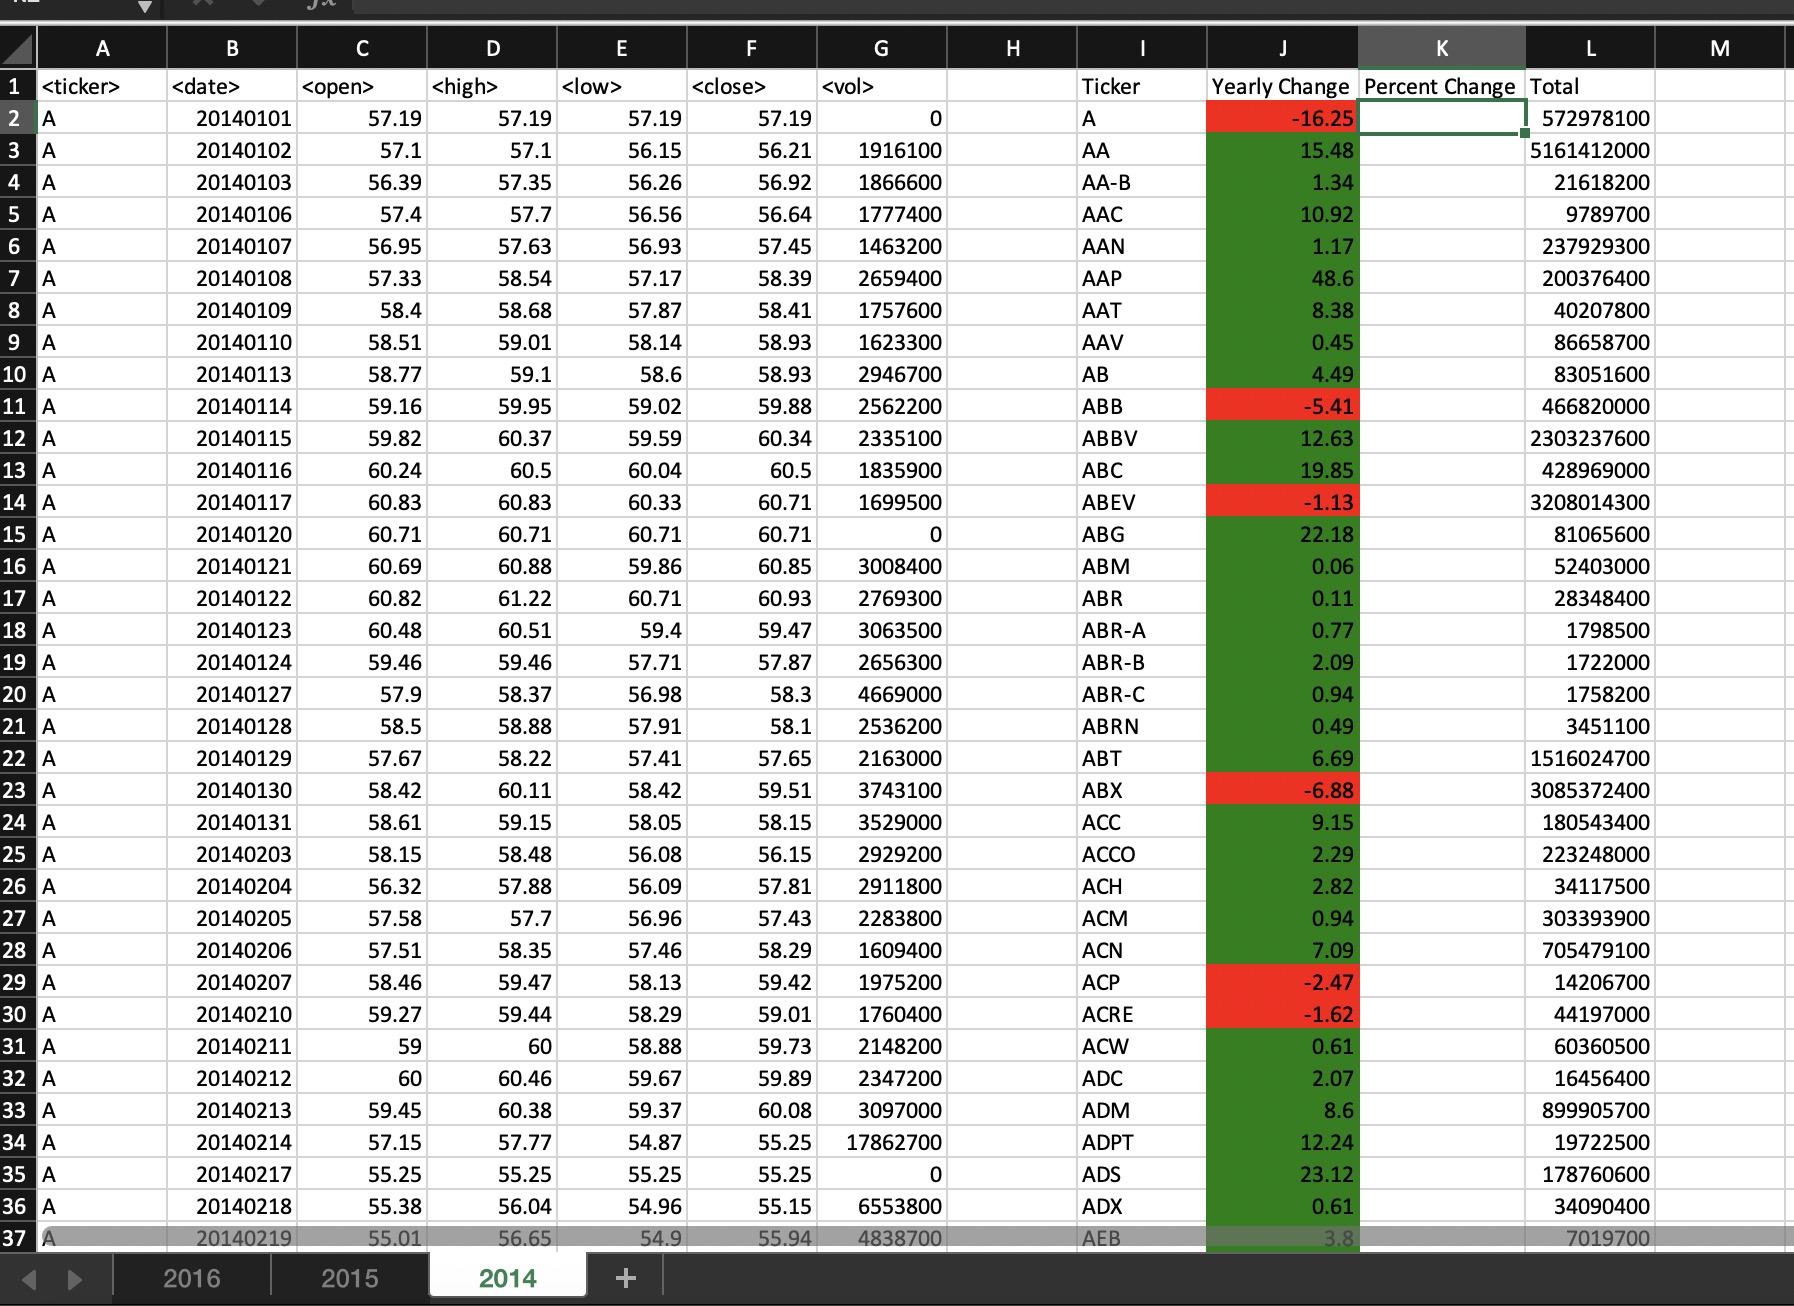 A B C D E F G H I J K L M
1 <ticker> <date> <open> <high> <low> <close> <vol> Ticker Yearly Change Percent Change Total
2 A 20140101 57.19 57.19 57.19 57.19 0 A -16.25 572978100
3 A 20140102 57.1 57.1 56.15 56.21 1916100 AA 15.48 5161412000
4 A 20140103 56.39 57.35 56.26 56.92 1866600 AA-B 1.34 21618200
5 A 20140106 57.4 57.7 56.56 56.64 1777400 AAC 10.92 9789700
6 A 20140107 56.95 57.63 56.93 57.45 1463200 AAN 1.17 237929300
7 A 20140108 57.33 58.54 57.17 58.39 2659400 AAP 48.6 200376400
8 A 20140109 58.4 58.68 57.87 58.41 1757600 AAT 8.38 40207800
9 A 20140110 58.51 59.01 58.14 58.93 1623300 AAV 0.45 86658700
10 A 20140113 58.77 59.1 58.6 58.93 2946700 AB 4.49 83051600
11 A 20140114 59.16 59.95 59.02 59.88 2562200 ABB -5.41 466820000
12 A 20140115 59.82 60.37 59.59 60.34 2335100 ABBV 12.63 2303237600
13 A 20140116 60.24 60.5 60.04 60.5 1835900 ABC 19.85 428969000
14 A 20140117 60.83 60.83 60.33 60.71 1699500 ABEV -1.13 3208014300
15 A 20140120 60.71 60.71 60.71 60.71 0 ABG 22.18 81065600
16 A 20140121 60.69 60.88 59.86 60.85 3008400 ABM 0.06 52403000
17 A 20140122 60.82 61.22 60.71 60.93 2769300 ABR 0.11 28348400
18 A 20140123 60.48 60.51 59.4 59.47 3063500 ABR-A 0.77 1798500
19 A 20140124 59.46 59.46 57.71 57.87 2656300 ABR-B 2.09 1722000
20 A 20140127 57.9 58.37 56.98 58.3 4669000 ABR-C 0.94 1758200
21 A 20140128 58.5 58.88 57.91 58.1 2536200 ABRN 0.49 3451100
22 A 20140129 57.67 58.22 57.41 57.65 2163000 ABT 6.69 1516024700
23 A 20140130 58.42 60.11 58.42 59.51 3743100 ABX -6.88 3085372400
24 A 20140131 58.61 59.15 58.05 58.15 3529000 ACC 9.15 180543400
25 A 20140203 58.15 58.48 56.08 56.15 2929200 ACCO 2.29 223248000
26 A 20140204 56.32 57.88 56.09 57.81 2911800 ACH 2.82 34117500
27 A 20140205 57.58 57.7 56.96 57.43 2283800 ACM 0.94 303393900
28 A 20140206 57.51 58.35 57.46 58.29 1609400 ACN 7.09 705479100
29 A 20140207 58.46 59.47 58.13 59.42 1975200 ACP -2.47 14206700
30 A 20140210 59.27 59.44 58.29 59.01 1760400 ACRE -1.62 44197000
31 A 20140211 59 60 58.88 59.73 2148200 ACW 0.61 60360500
32 A 20140212 60 60.46 59.67 59.89 2347200 ADC 2.07 16456400
33 A 20140213 59.45 60.38 59.37 60.08 3097000 ADM 8.6 899905700
34 A 20140214 57.15 57.77 54.87 55.25 17862700 ADPT 12.24 19722500
35 A 20140217 55.25 55.25 55.25 55.25 0 ADS 23.12 178760600
36 A 20140218 55.38 56.04 54.96 55.15 6553800 ADX 0.61 34090400
37 A 20140219 55.01 56.65 54.9 55.94 4838700 AEB 3.8 7019700
2016 2015 2014 +